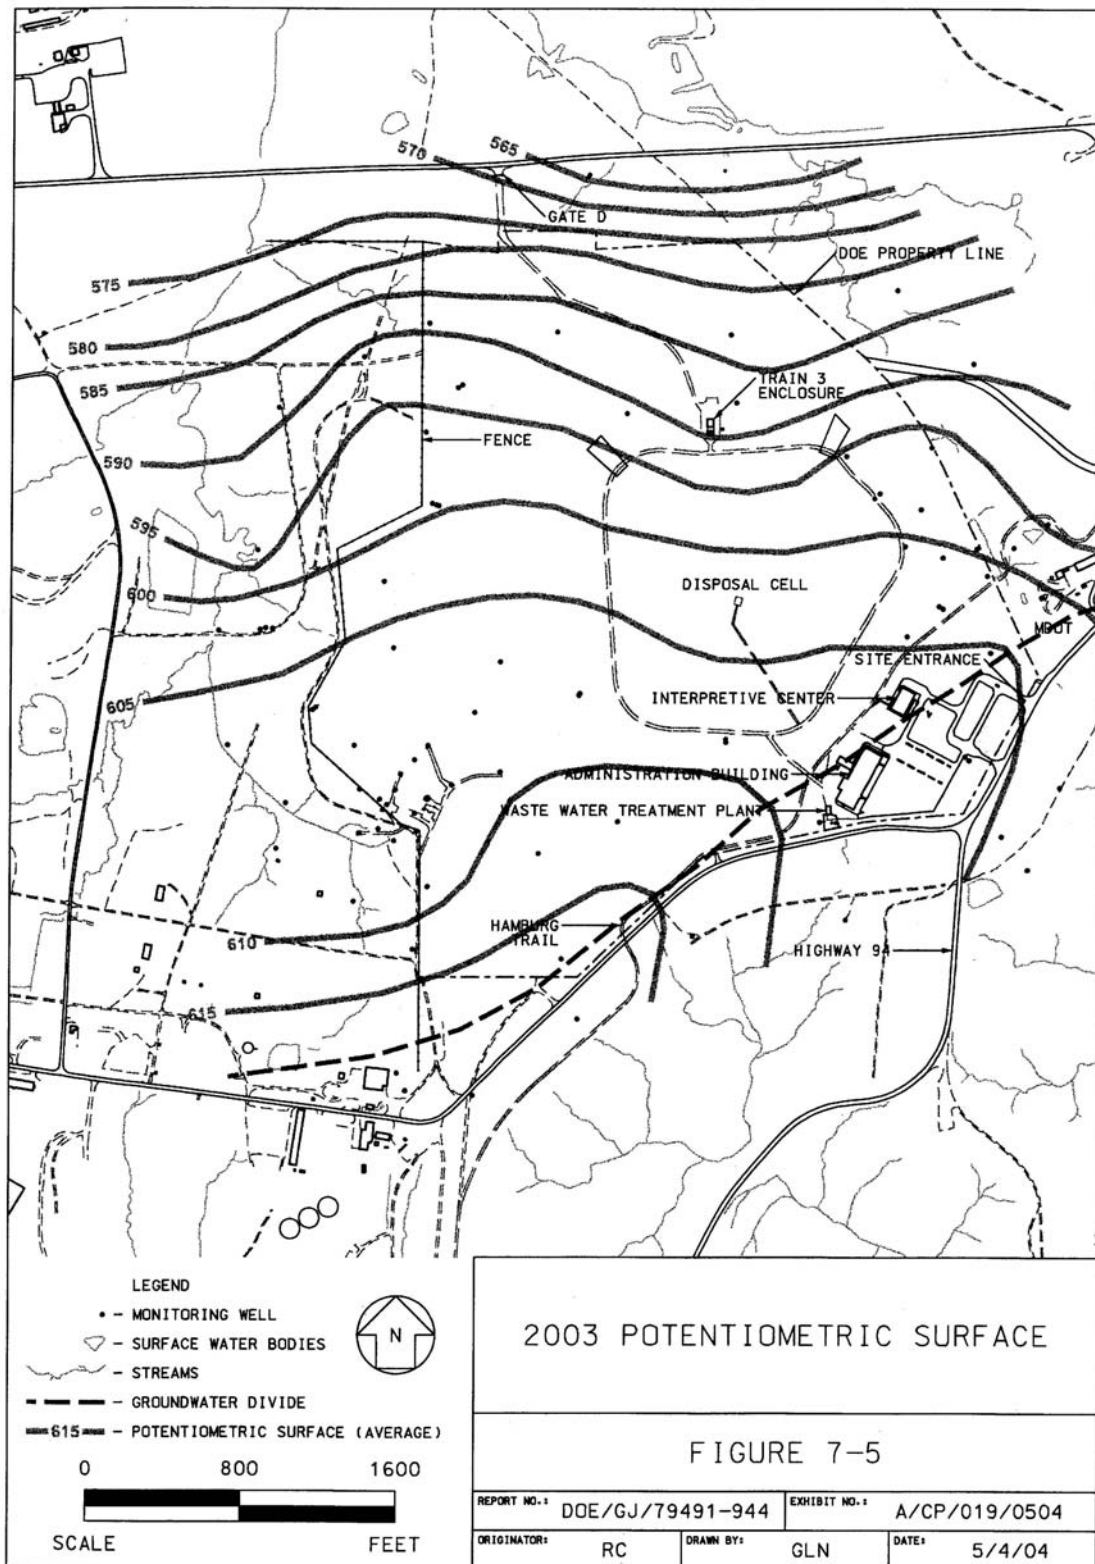 570
565
GATE D
DOE PROPERTY LINE
575
580
585
TRAIN 3
ENCLOSURE
FENCE
590
595
600
DISPOSAL CELL
MDOT
SITE ENTRANCE
INTERPRETIVE CENTER
605
ADMINISTRATION BUILDING
WASTE WATER TREATMENT PLANT
HAMBURG
TRAIL
610
HIGHWAY 94
615
LEGEND
• - MONITORING WELL
- SURFACE WATER BODIES
- STREAMS
- GROUNDWATER DIVIDE
615 - POTENTIOMETRIC SURFACE (AVERAGE)
N
0 800 1600
SCALE FEET
2003 POTENTIOMETRIC SURFACE
FIGURE 7-5
REPORT NO.: DOE/GJ/79491-944 EXHIBIT NO.: A/CP/019/0504
ORIGINATOR: RC DRAWN BY: GLN DATE: 5/4/04